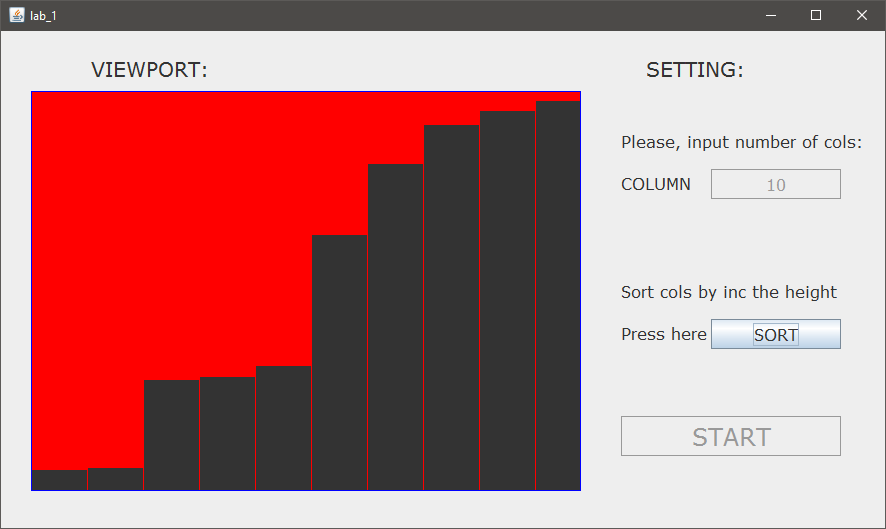 lab_1
VIEWPORT:
SETTING:
Please, input number of cols:
COLUMN 10
Sort cols by inc the height
Press here SORT
START